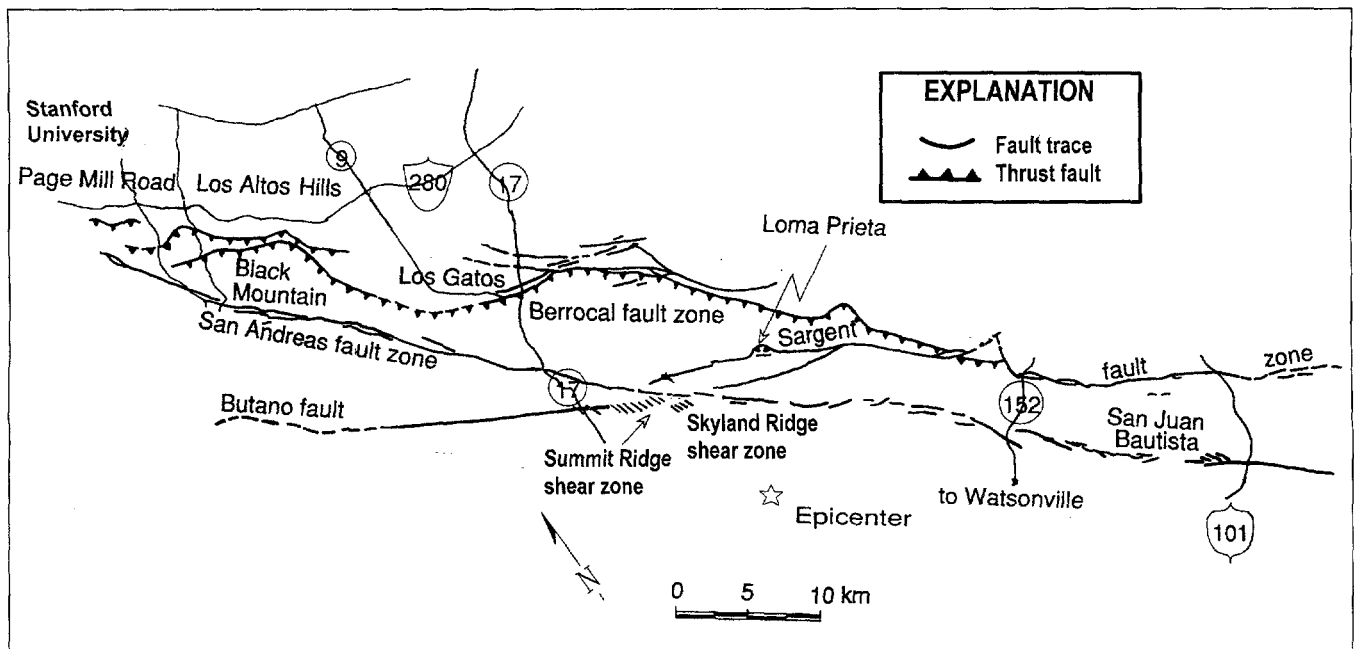 EXPLANATION
Fault trace
Thrust fault
Stanford
University
Page Mill Road
Los Altos Hills
9
280
17
Loma Prieta
Black
Mountain
Los Gatos
Berrocal fault zone
Sargent
fault
zone
San Andreas fault zone
17
152
San Juan
Bautista
Butano fault
Skyland Ridge
shear zone
Summit Ridge
shear zone
to Watsonville
Epicenter
101
N
0 5 10 km